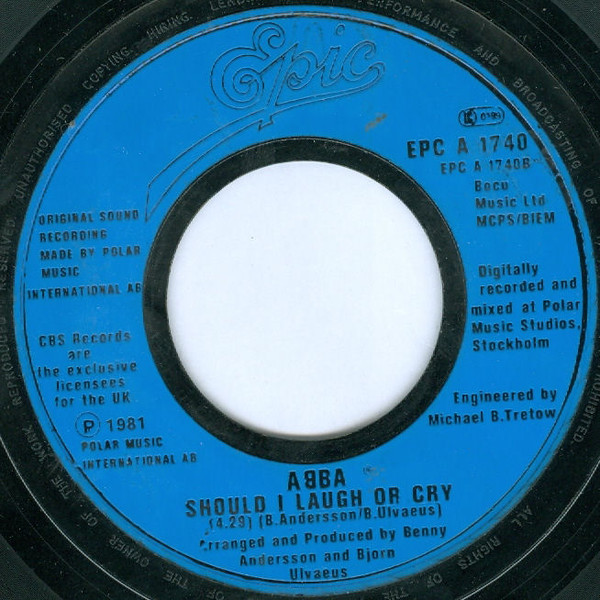 Epic
EPC A 1740
EPC A 1740B
Bocu
Music Ltd
MCPS/BIEM
ORIGINAL SOUND
RECORDING
MADE BY POLAR
MUSIC
INTERNATIONAL AB
Digitally
recorded and
mixed at Polar
Music Studios,
Stockholm
CBS Records
are
the exclusive
licensees
for the UK
Engineered by
Michael B.Tretow
℗ 1981
POLAR MUSIC
INTERNATIONAL AB
ABBA
SHOULD I LAUGH OR CRY
(4.29) (B.Andersson/B.Ulvaeus)
Arranged and Produced by Benny
Andersson and Bjorn
Ulvaeus
UNAUTHORISED COPYING HIRING PERFORMANCE AND BROADCASTING OF
PROHIBITED. ALL RIGHTS OF THE OWNER OF THE WORK REPRODUCED RESERVED